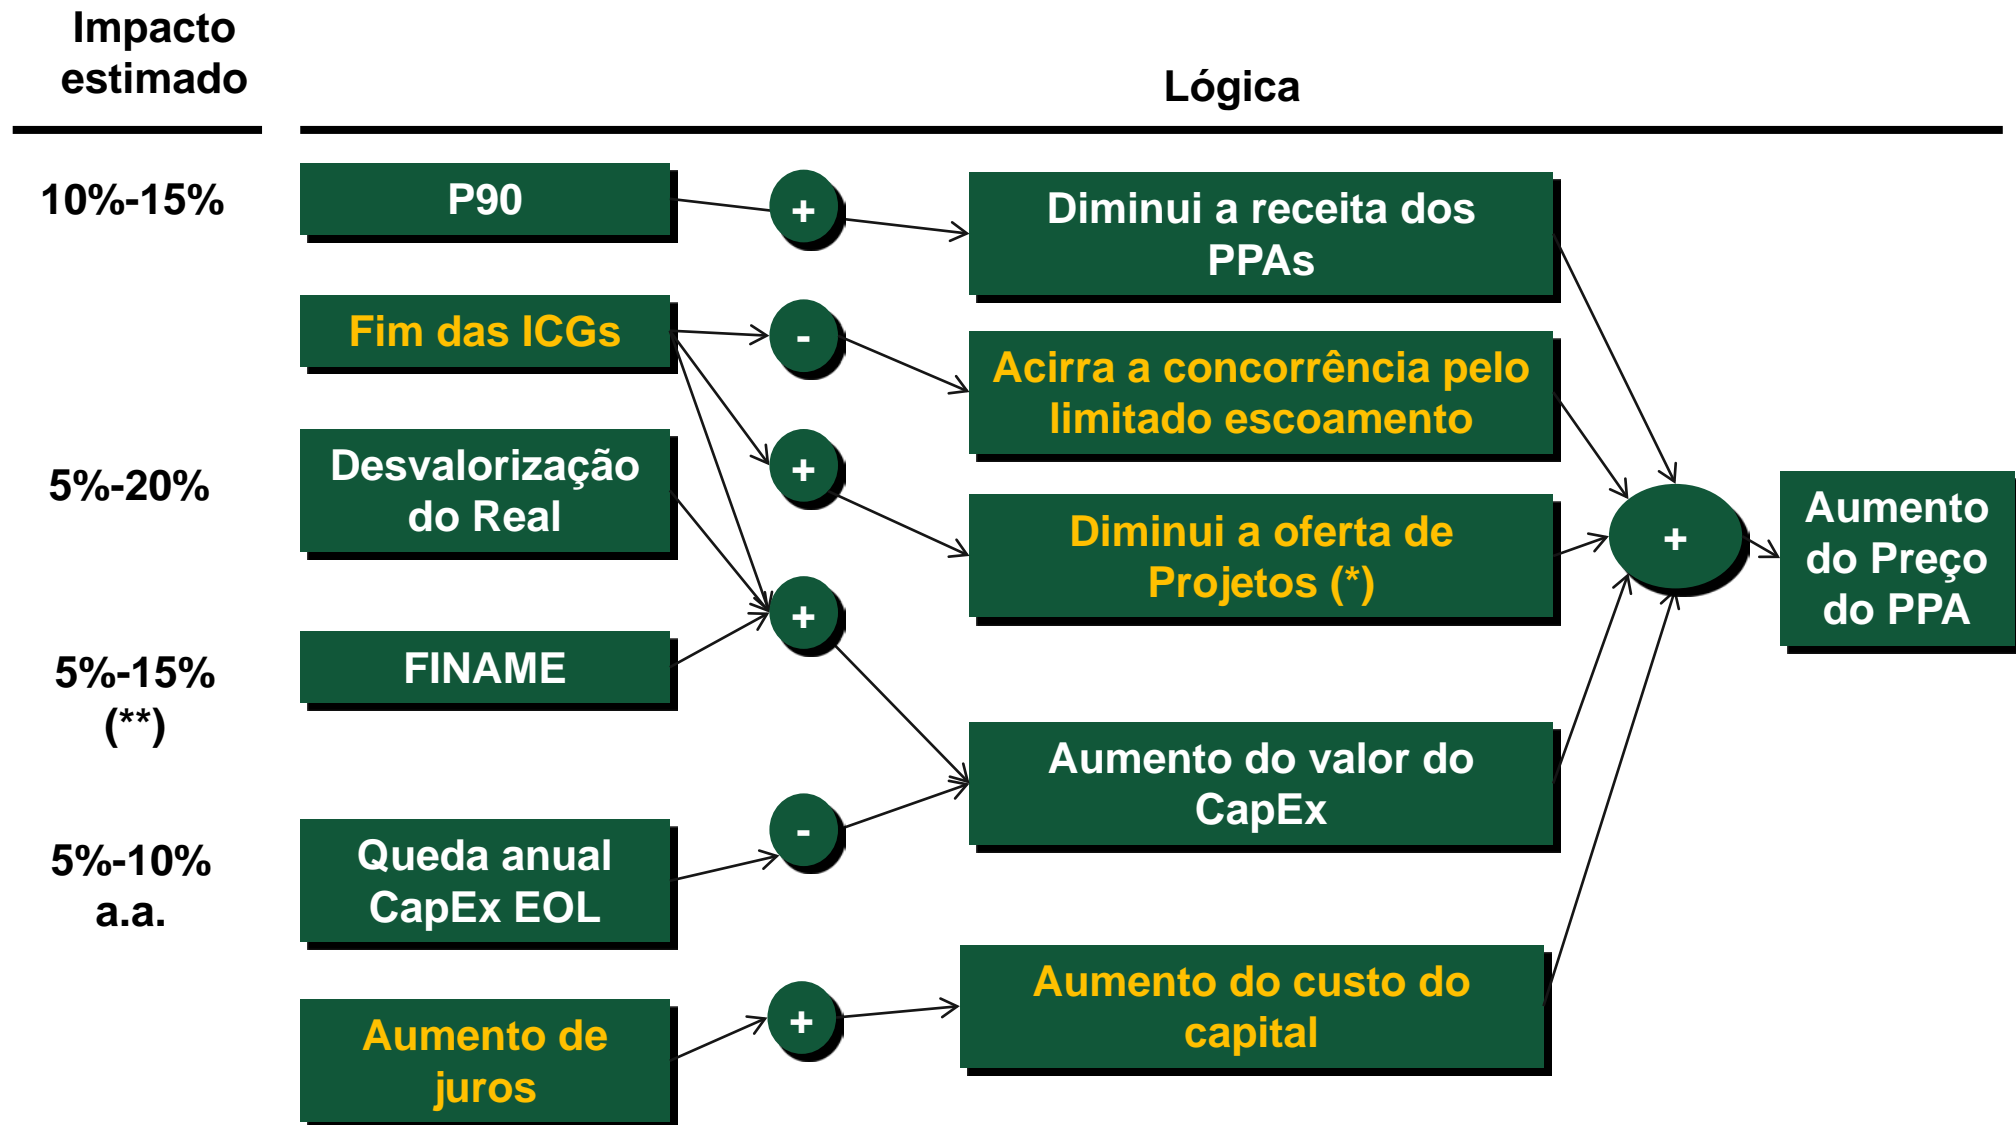 Impacto
estimado
Lógica
10%-15%
P90
+
Diminui a receita dos
PPAs
Fim das ICGs
-
Acirra a concorrência pelo
limitado escoamento
5%-20%
Desvalorização
do Real
+
Diminui a oferta de
Projetos (*)
+
Aumento
do Preço
do PPA
5%-15%
(**)
FINAME
+
Aumento do valor do
CapEx
5%-10%
a.a.
Queda anual
CapEx EOL
-
Aumento de
juros
+
Aumento do custo do
capital